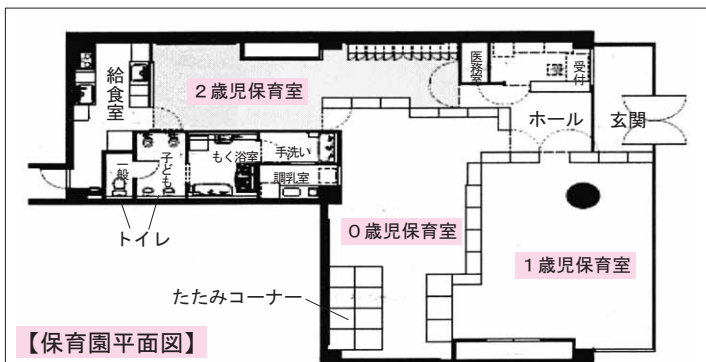 給食室
2歳児保育室
医務室
受付
ホール
玄関
一般
子ども
もく浴室
手洗い
調乳室
トイレ
0歳児保育室
1歳児保育室
たたみコーナー
【保育園平面図】